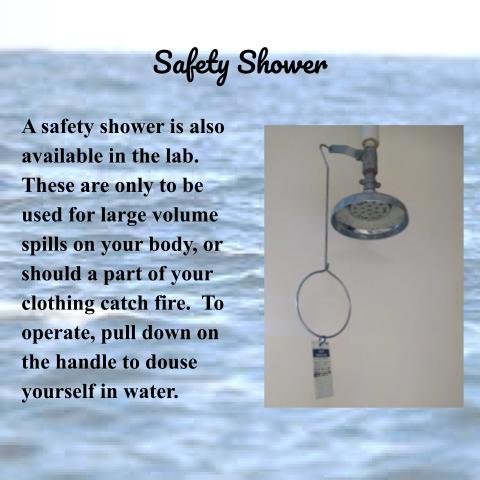 Safety Shower
A safety shower is also
available in the lab.
These are only to be
used for large volume
spills on your body, or
should a part of your
clothing catch fire.  To
operate, pull down on
the handle to douse
yourself in water.